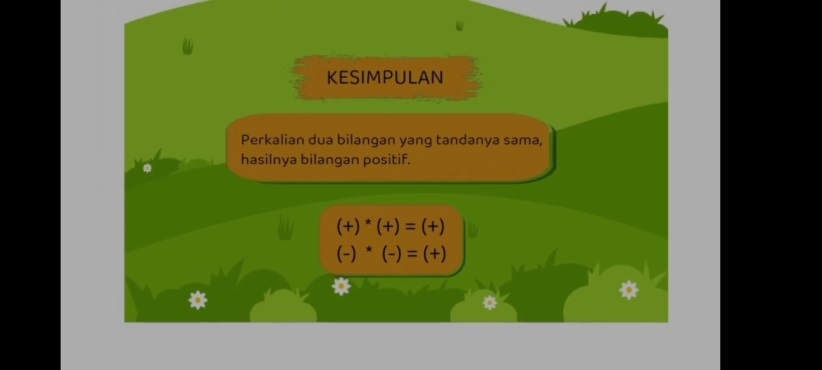 KESIMPULAN
Perkalian dua bilangan yang tandanya sama,
hasilnya bilangan positif.
(+) * (+) = (+)
(-) * (-) = (+)